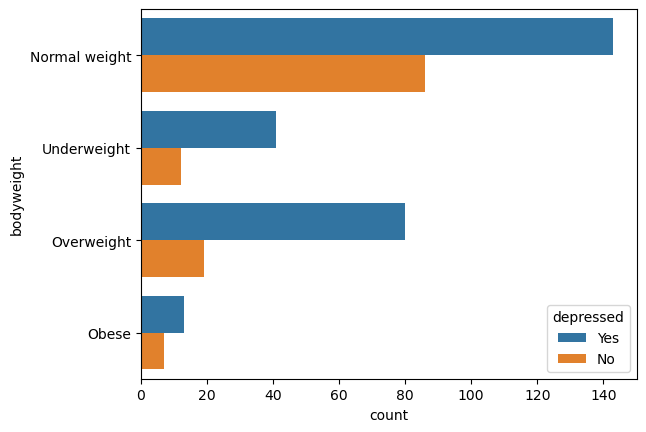 Normal weight
Underweight
Overweight
Obese
bodyweight
0 20 40 60 80 100 120 140
count
depressed
Yes
No